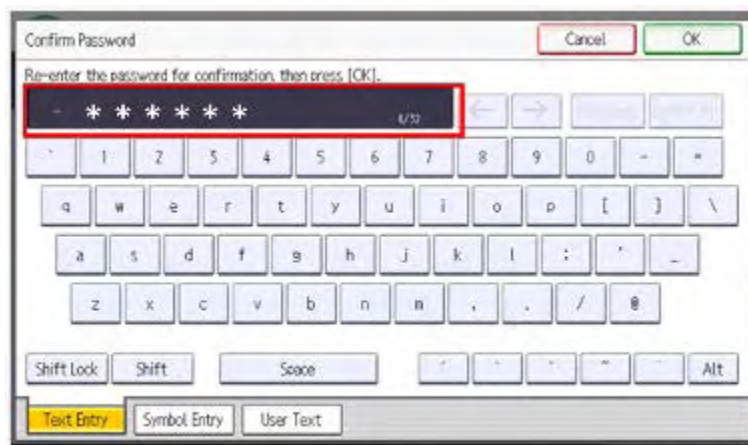 Confirm Password Cancel OK
Re-enter the password for confirmation, then press [OK].
* * * * * *
← →
1 2 3 4 5 6 7 8 9 0 - =
q w e r t y u i o p [ ] \
a s d f g h j k l ; ' _
z x c v b n m , . / @
Shift Lock Shift Space Alt
Text Entry Symbol Entry User Text